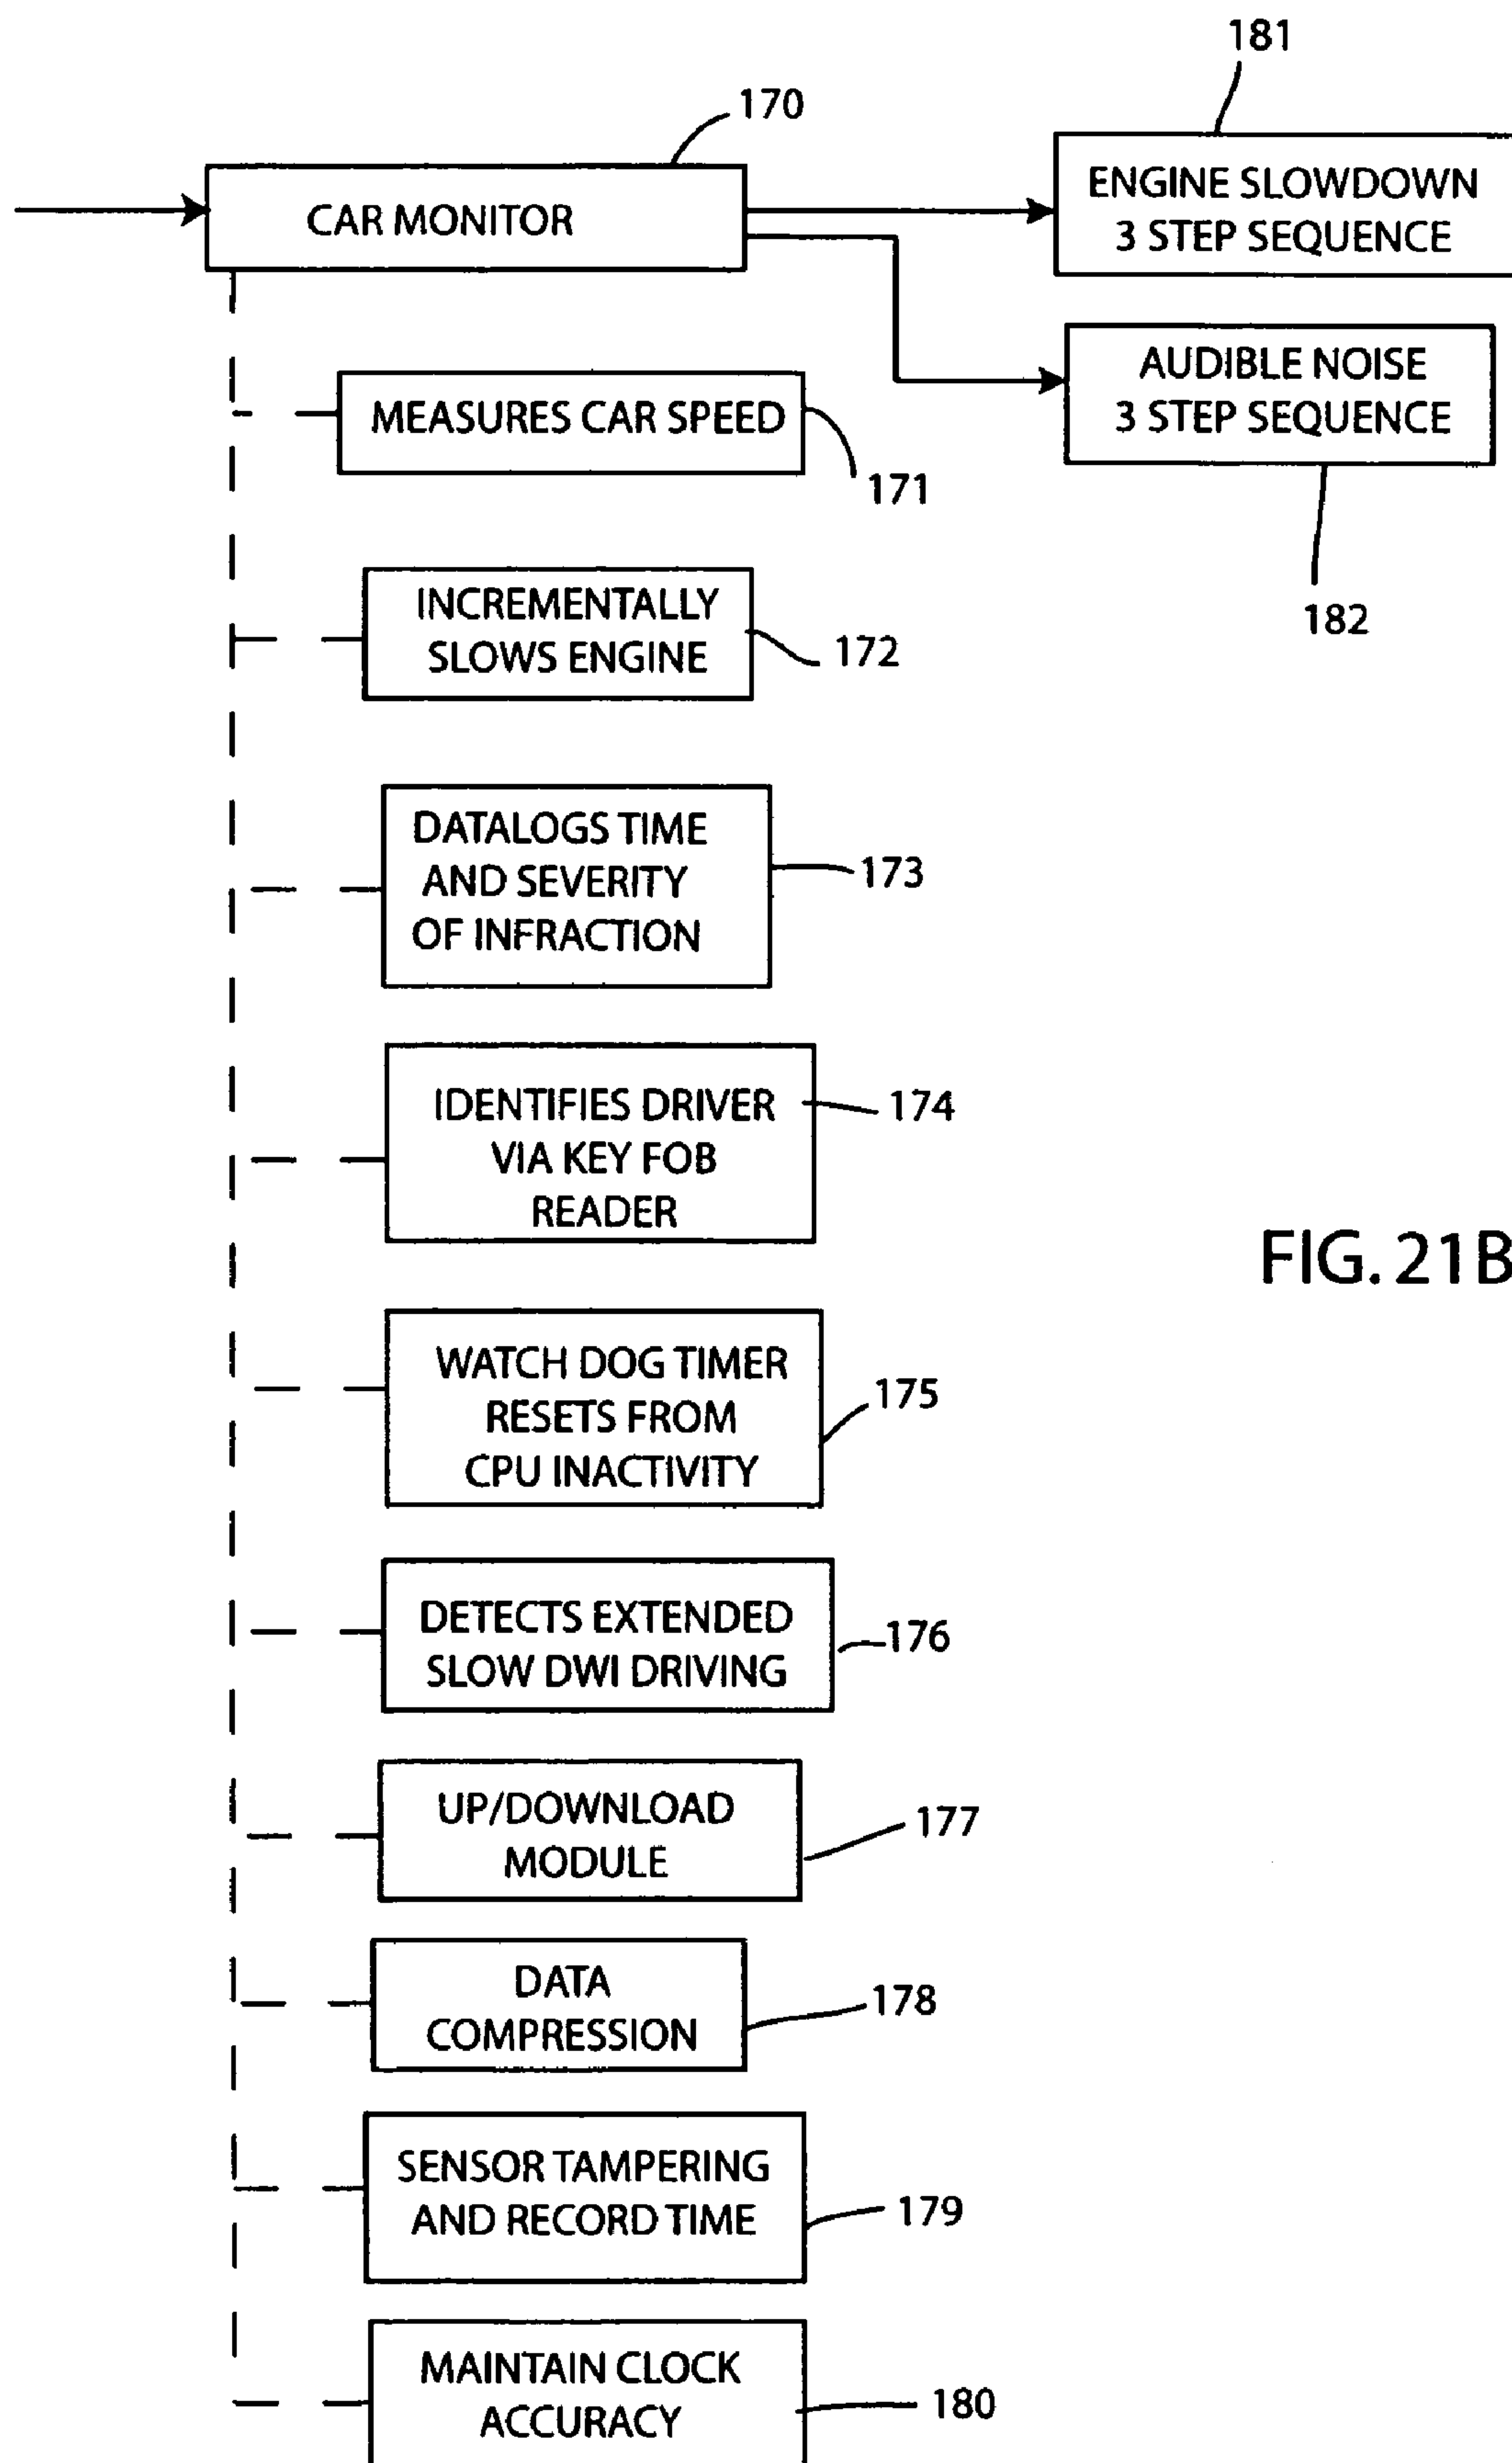 181
170
CAR MONITOR
ENGINE SLOWDOWN
3 STEP SEQUENCE
AUDIBLE NOISE
3 STEP SEQUENCE
182
MEASURES CAR SPEED
171
INCREMENTALLY
SLOWS ENGINE
172
DATALOGS TIME
AND SEVERITY
OF INFRACTION
173
IDENTIFIES DRIVER
VIA KEY FOB
READER
174
FIG. 21B
WATCH DOG TIMER
RESETS FROM
CPU INACTIVITY
175
DETECTS EXTENDED
SLOW DWI DRIVING
176
UP/DOWNLOAD
MODULE
177
DATA
COMPRESSION
178
SENSOR TAMPERING
AND RECORD TIME
179
MAINTAIN CLOCK
ACCURACY
180